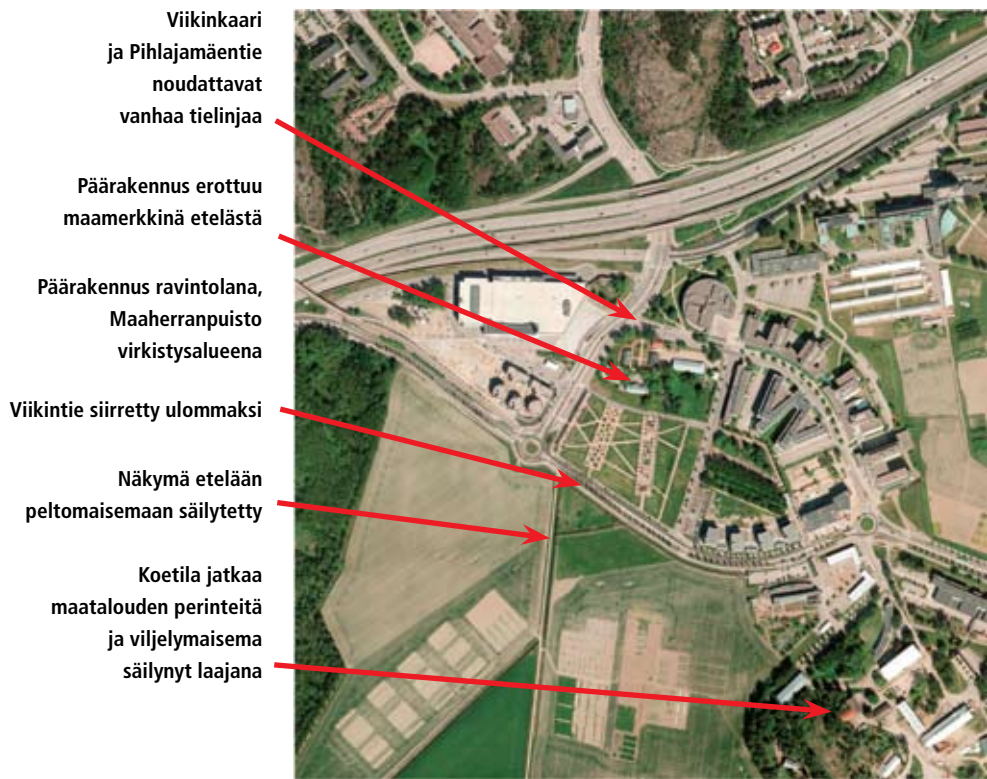 Viikinkaari
ja Pihlajamäentie
noudattavat
vanhaa tielinjaa
Päärakennus erottuu
maamerkkinä etelästä
Päärakennus ravintolana,
Maaherranpuisto
virkistysalueena
Viikintie siirretty ulommaksi
Näkymä etelään
peltomaisemaan säilytetty
Koetila jatkaa
maatalouden perinteitä
ja viljelymaisema
säilynyt laajana